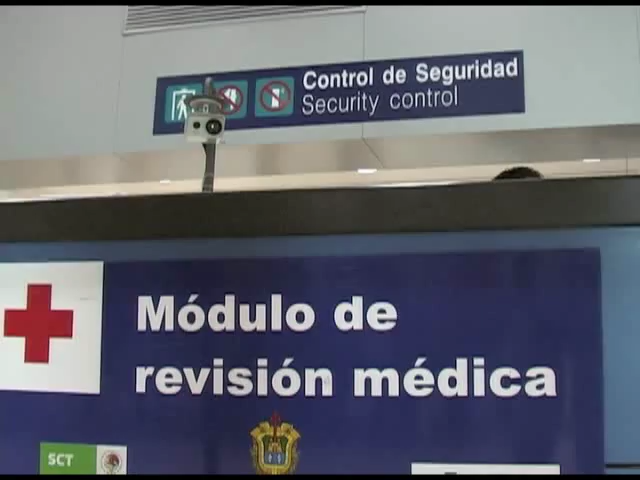 Control de Seguridad
Security control
Módulo de
revisión médica
SCT